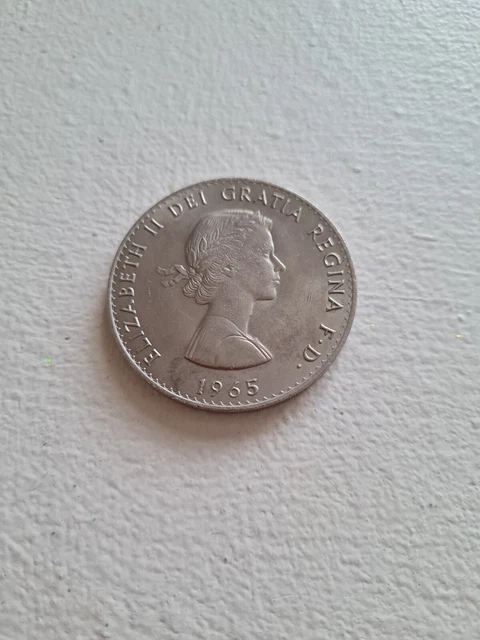 ELIZABETH II DEI GRATIA REGINA F·D·
1965